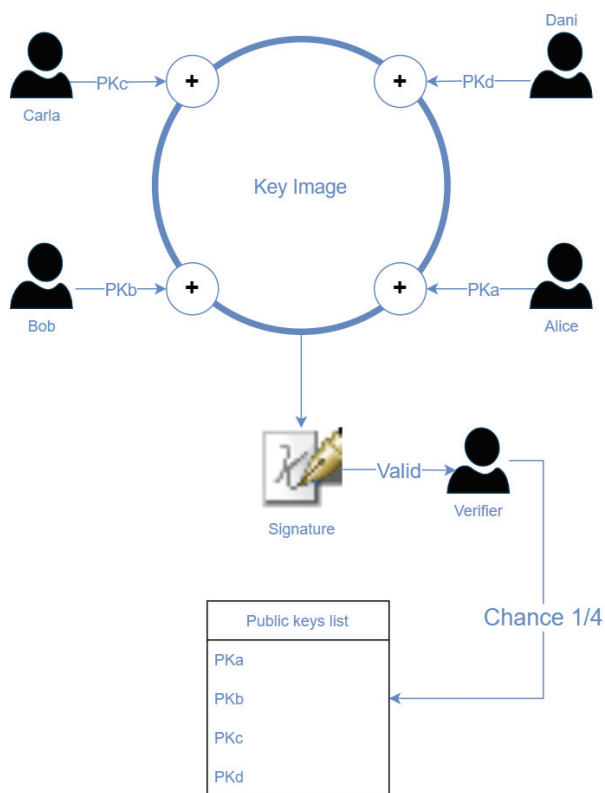 Dani
PKc
+
+
PKd
Carla
Key Image
PKb
+
+
PKa
Bob
Alice
Valid
Signature
Verifier
Public keys list
Chance 1/4
PKa
PKb
PKc
PKd